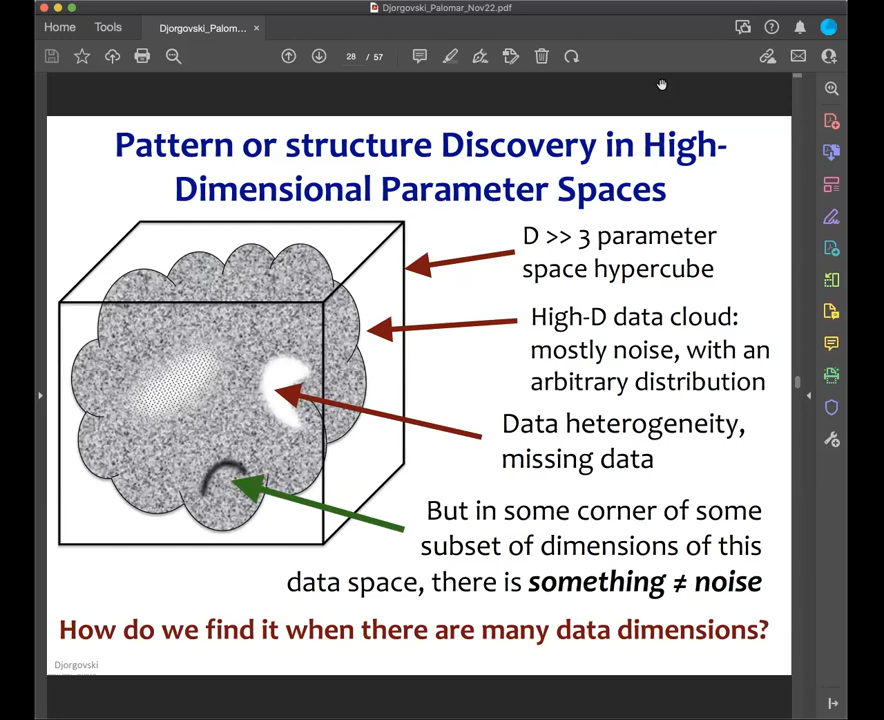 Djorgovski_Palomar_Nov22.pdf
Home Tools Djorgovski_Palom... ×
28 / 57
Pattern or structure Discovery in High-
Dimensional Parameter Spaces
D >> 3 parameter
space hypercube
High-D data cloud:
mostly noise, with an
arbitrary distribution
Data heterogeneity,
missing data
But in some corner of some
subset of dimensions of this
data space, there is something ≠ noise
How do we find it when there are many data dimensions?
Djorgovski